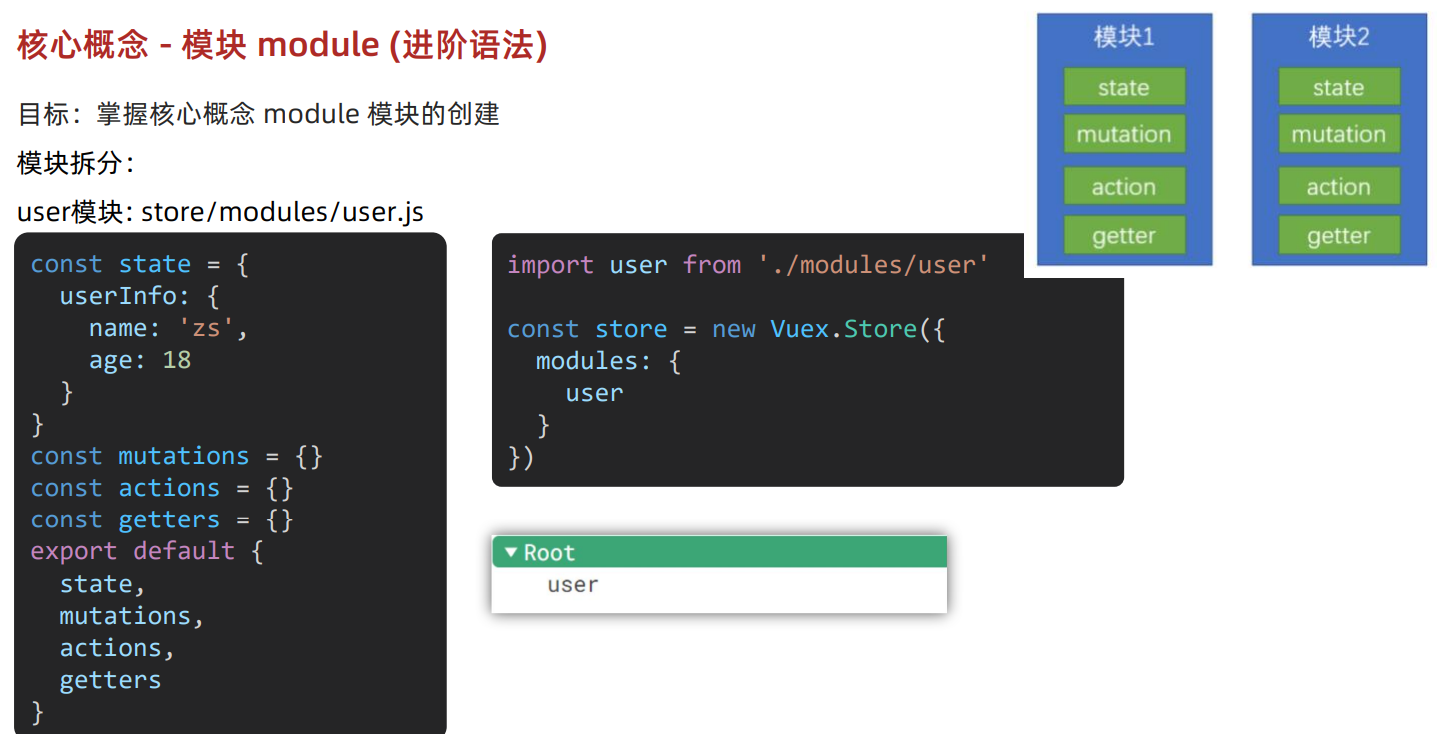 核心概念 - 模块 module (进阶语法)
目标：掌握核心概念 module 模块的创建
模块拆分：
user模块: store/modules/user.js
const state = {
  userInfo: {
    name: 'zs',
    age: 18
  }
}
const mutations = {}
const actions = {}
const getters = {}
export default {
  state,
  mutations,
  actions,
  getters
}
import user from './modules/user'
const store = new Vuex.Store({
  modules: {
    user
  }
})
Root
user
模块1
state
mutation
action
getter
模块2
state
mutation
action
getter